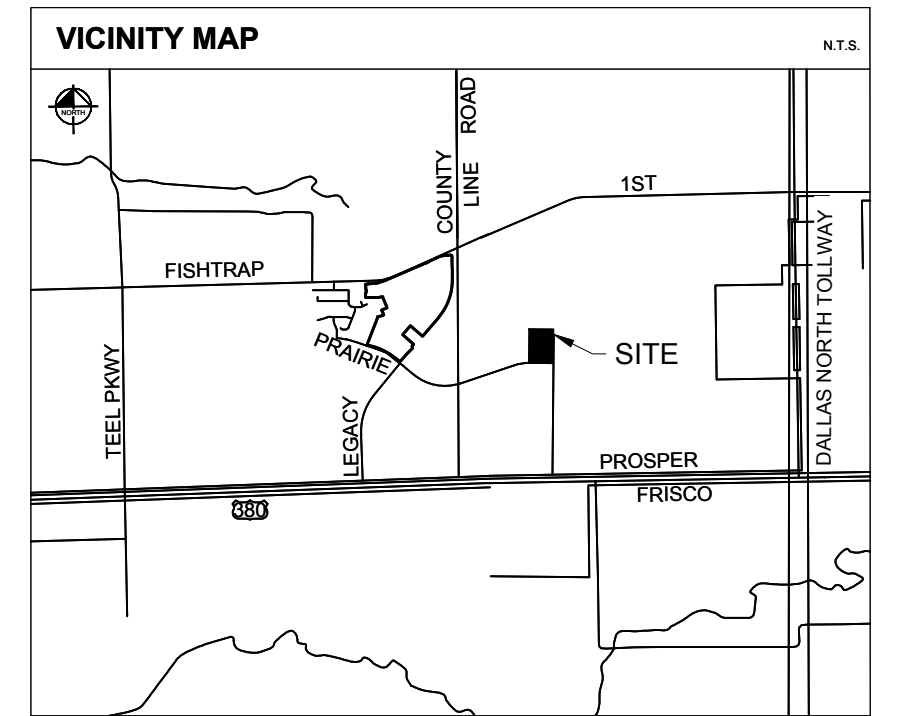 VICINITY MAP
N.T.S.
NORTH
COUNTY
LINE ROAD
1ST
FISHTRAP
DALLAS NORTH TOLLWAY
PRAIRIE
SITE
TEEL PKWY
LEGACY
PROSPER
FRISCO
380